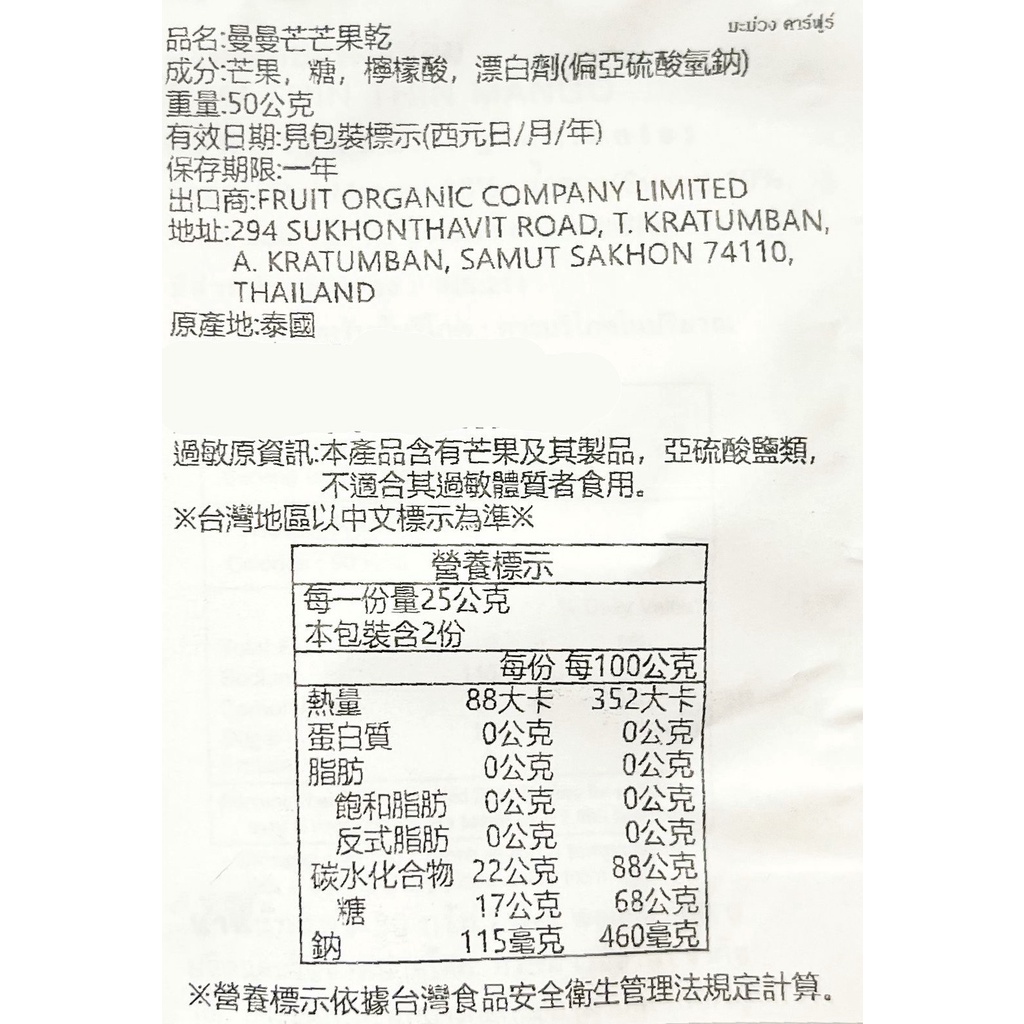 มะม่วง คาร์ฟูร์
品名:曼曼芒芒果乾
成分:芒果，糖，檸檬酸，漂白劑(偏亞硫酸氫鈉)
重量:50公克
有效日期:見包裝標示(西元日/月/年)
保存期限:一年
出口商:FRUIT ORGANIC COMPANY LIMITED
地址:294 SUKHONTHAVIT ROAD, T. KRATUMBAN,
A. KRATUMBAN, SAMUT SAKHON 74110,
THAILAND
原產地:泰國
過敏原資訊:本產品含有芒果及其製品，亞硫酸鹽類，
不適合其過敏體質者食用。
※台灣地區以中文標示為準※
營養標示
每一份量25公克
本包裝含2份
每份 每100公克
熱量 88大卡 352大卡
蛋白質 0公克 0公克
脂肪 0公克 0公克
飽和脂肪 0公克 0公克
反式脂肪 0公克 0公克
碳水化合物 22公克 88公克
糖 17公克 68公克
鈉 115毫克 460毫克
※營養標示依據台灣食品安全衛生管理法規定計算。